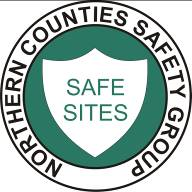 NORTHERN COUNTIES SAFETY GROUP
SAFE
SITES